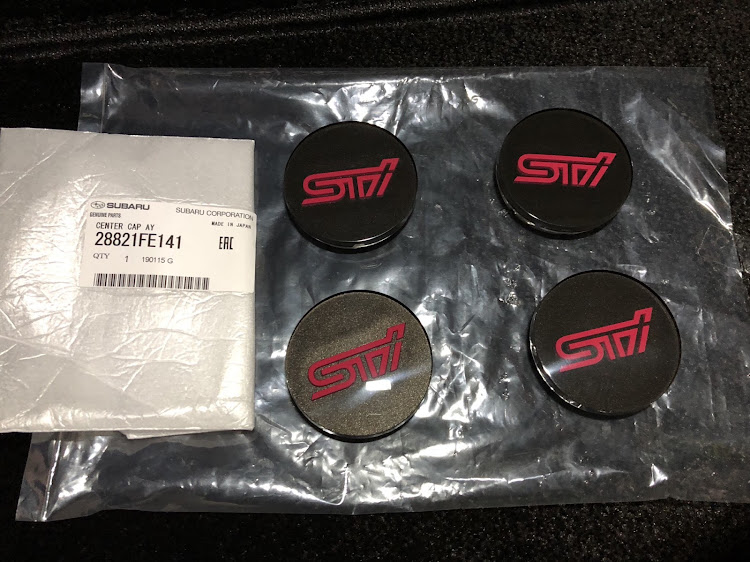 SUBARU
SUBARU CORPORATION
GENUINE PARTS
MADE IN JAPAN
CENTER CAP AY
28821FE141
EAC
QTY 1 190115 G
STi
STi
STi
STi